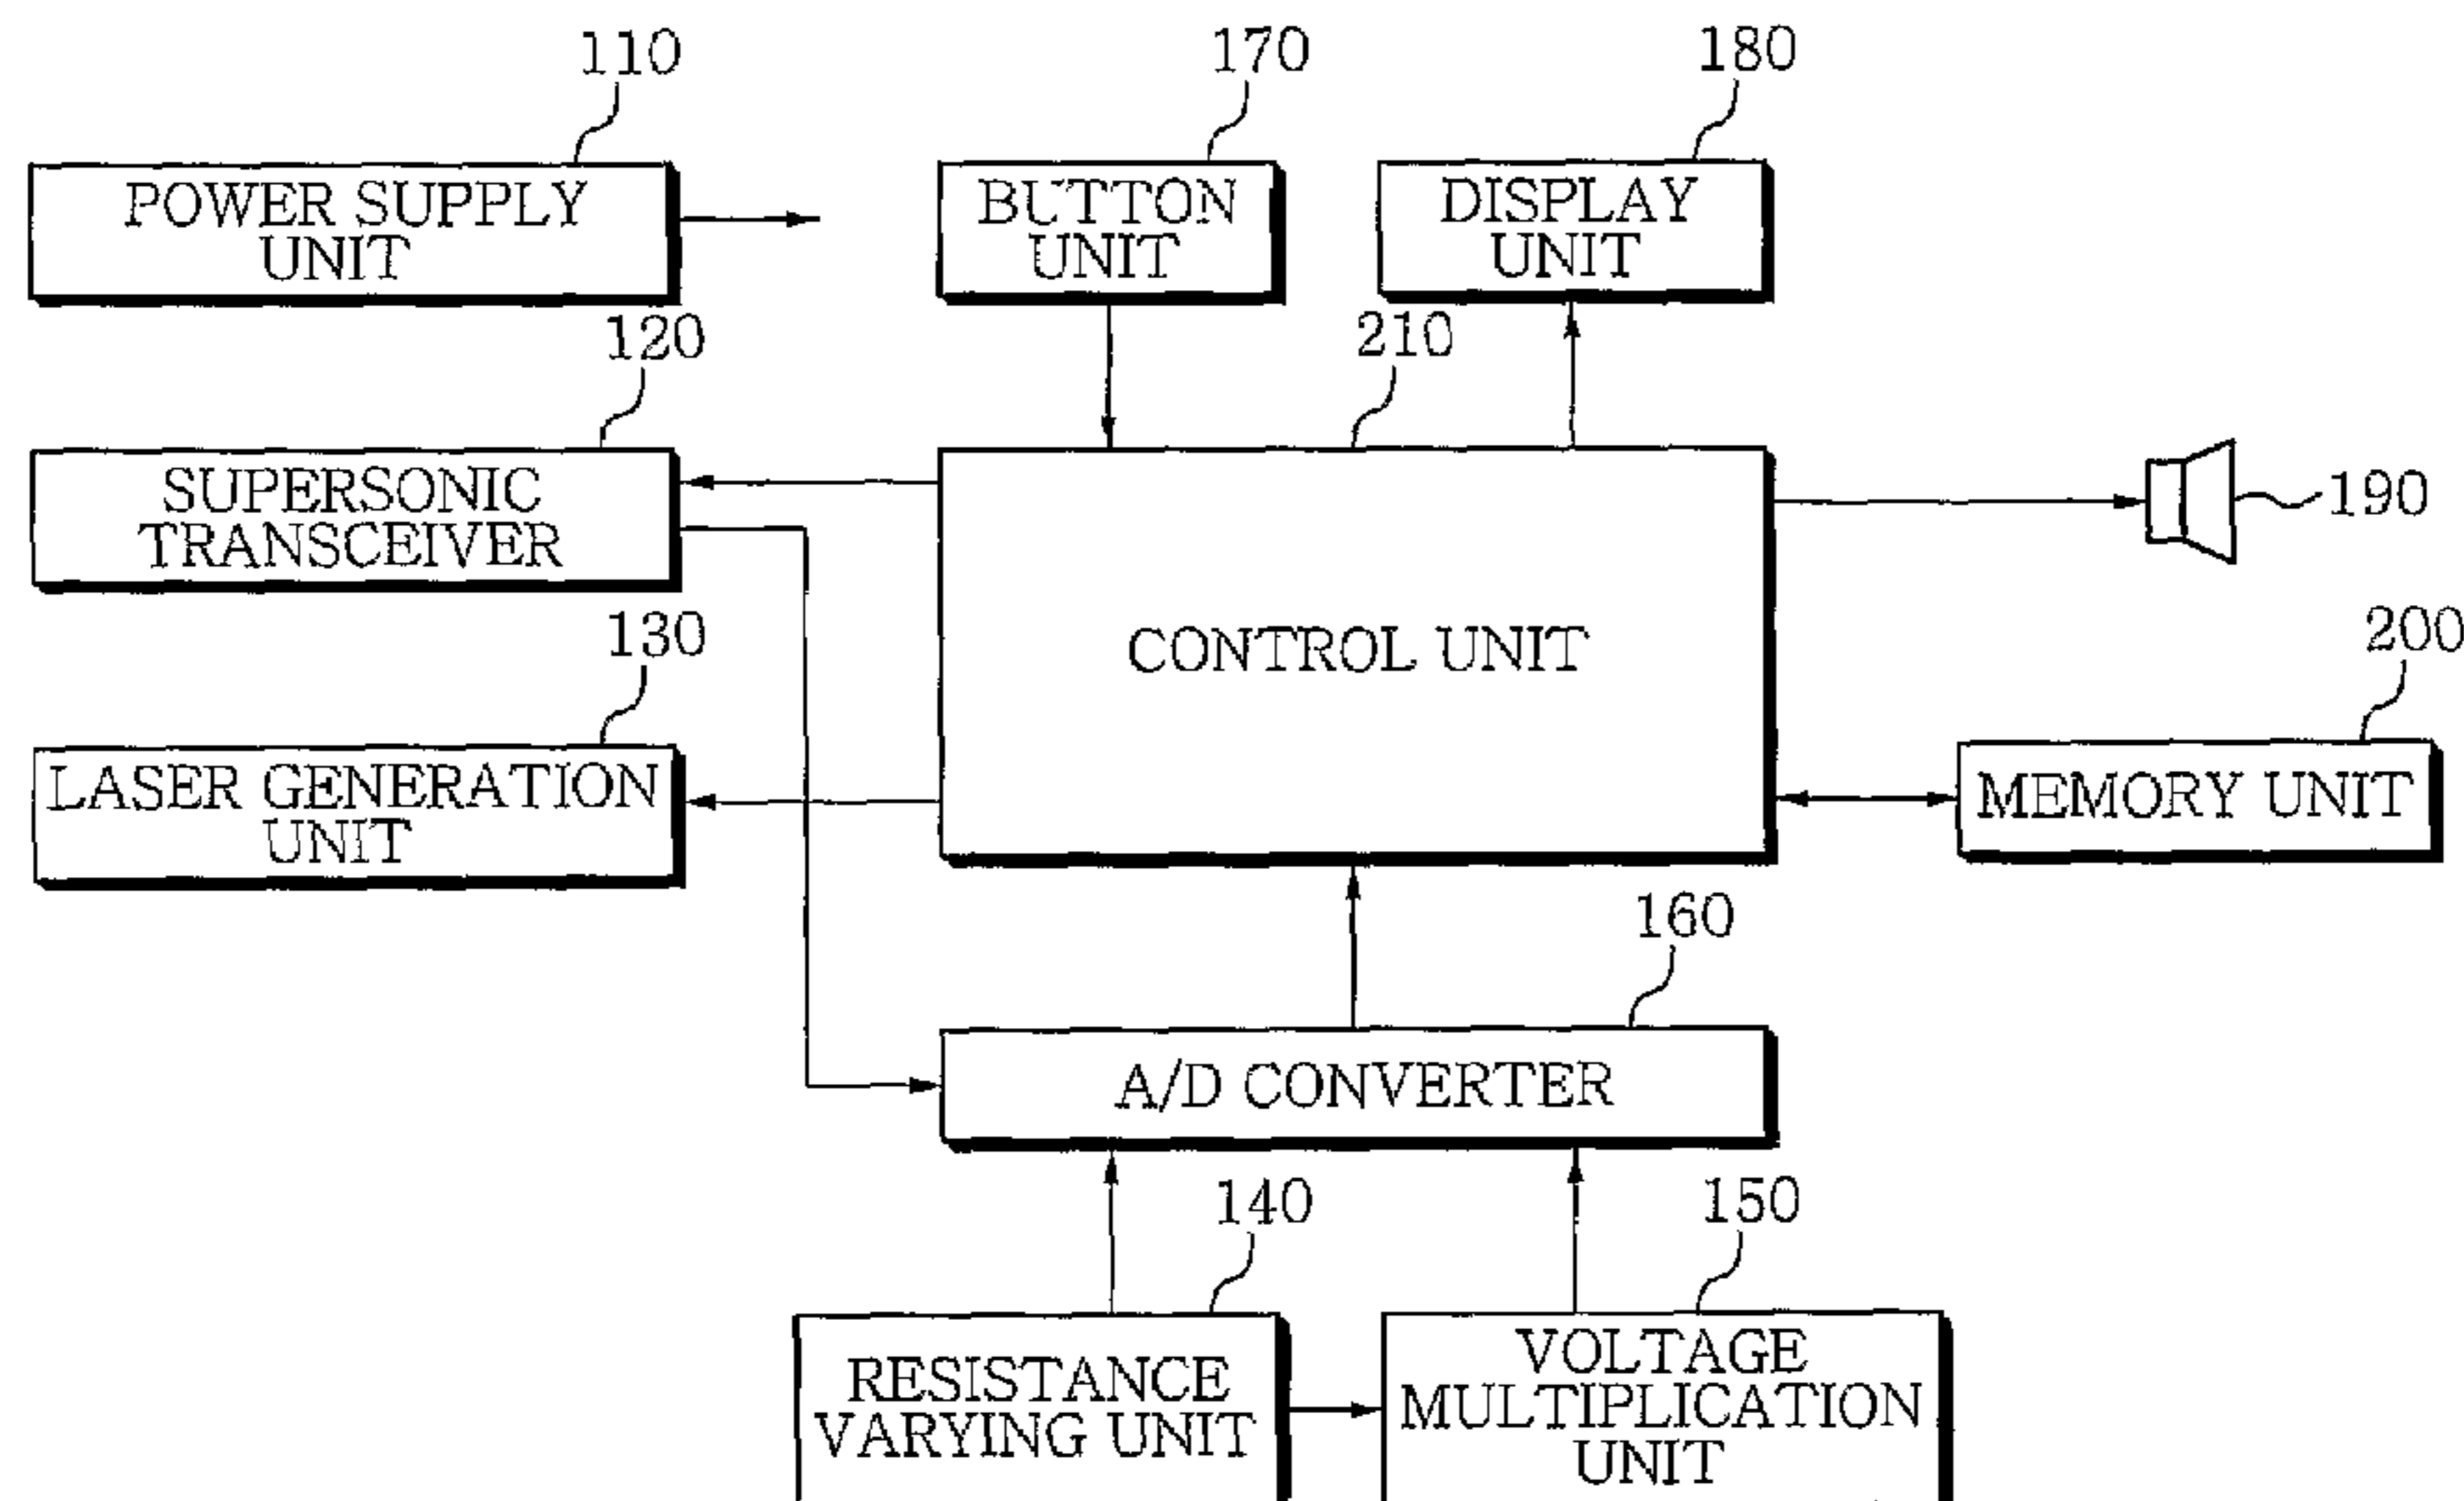 110
170
180
POWER SUPPLY
UNIT
BUTTON
UNIT
DISPLAY
UNIT
120
210
SUPERSONIC
TRANSCEIVER
190
130
CONTROL UNIT
200
LASER GENERATION
UNIT
MEMORY UNIT
160
A/D CONVERTER
140
150
RESISTANCE
VARYING UNIT
VOLTAGE
MULTIPLICATION
UNIT